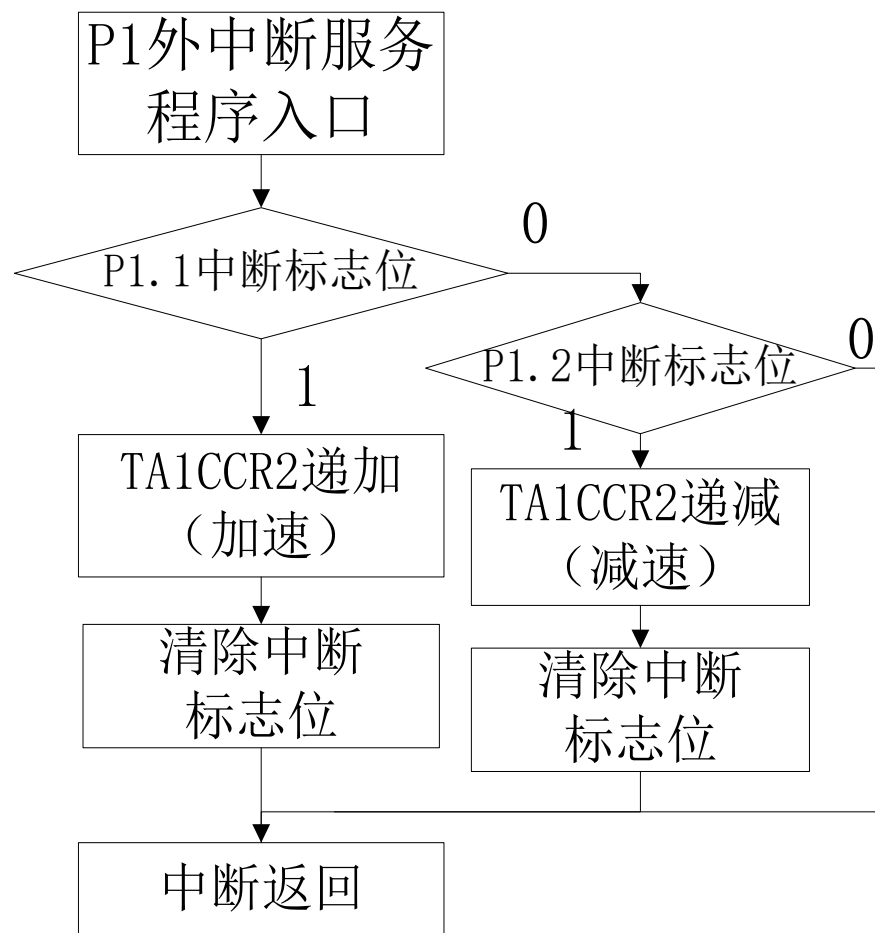 P1外中断服务
程序入口
0
P1.1中断标志位
0
P1.2中断标志位
1
1
TA1CCR2递加
（加速）
TA1CCR2递减
（减速）
清除中断
标志位
清除中断
标志位
中断返回